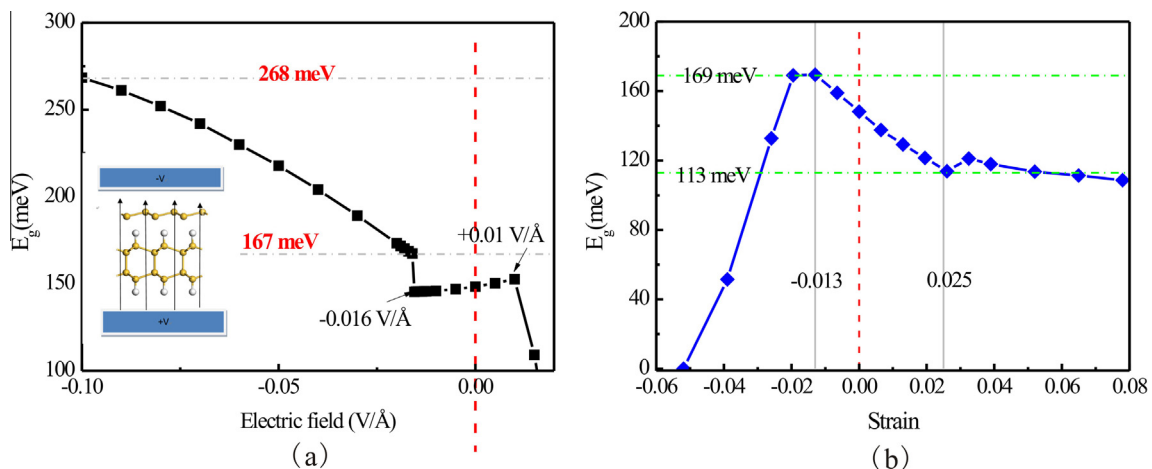 300
250
200
150
100
E_g(meV)
268 meV
167 meV
+0.01 V/Å
-0.016 V/Å
-V
+V
-0.10
-0.05
0.00
Electric field (V/Å)
(a)
200
160
120
80
40
0
E_g(meV)
169 meV
113 meV
-0.013
0.025
-0.06
-0.04
-0.02
0.00
0.02
0.04
0.06
0.08
Strain
(b)